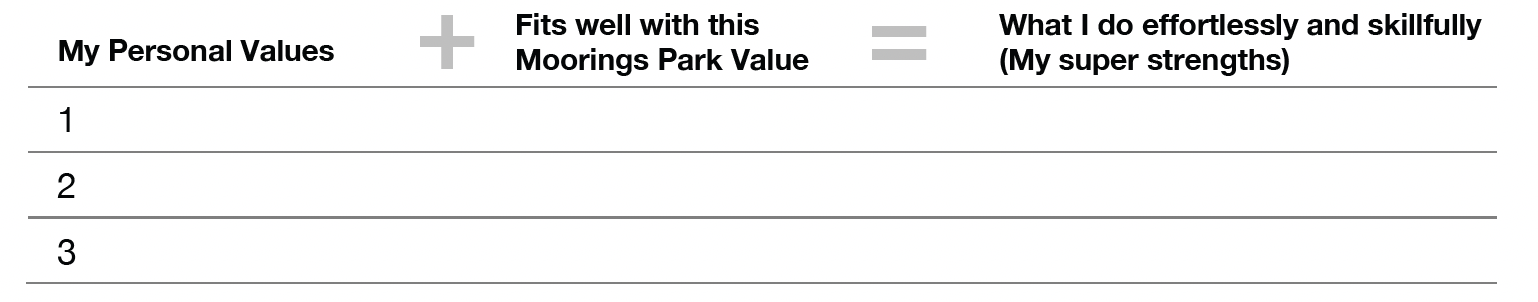 My Personal Values + Fits well with this Moorings Park Value = What I do effortlessly and skillfully (My super strengths)
1
2
3